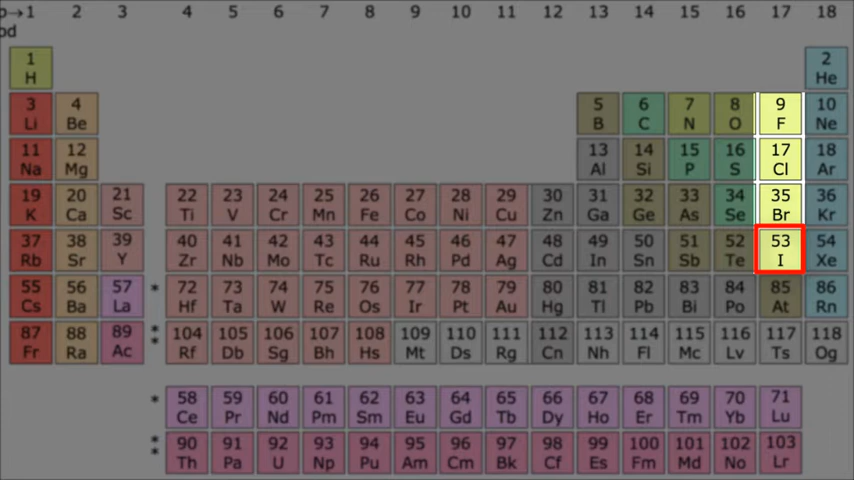 p→1 2 3 4 5 6 7 8 9 10 11 12 13 14 15 16 17 18
od
1 2
H He
3 4 5 6 7 8 9 10
Li Be B C N O F Ne
11 12 13 14 15 16 17 18
Na Mg Al Si P S Cl Ar
19 20 21 22 23 24 25 26 27 28 29 30 31 32 33 34 35 36
K Ca Sc Ti V Cr Mn Fe Co Ni Cu Zn Ga Ge As Se Br Kr
37 38 39 40 41 42 43 44 45 46 47 48 49 50 51 52 53 54
Rb Sr Y Zr Nb Mo Tc Ru Rh Pd Ag Cd In Sn Sb Te I Xe
55 56 57 * 72 73 74 75 76 77 78 79 80 81 82 83 84 85 86
Cs Ba La Hf Ta W Re Os Ir Pt Au Hg Tl Pb Bi Po At Rn
87 88 89 * 104 105 106 107 108 109 110 111 112 113 114 115 116 117 118
Fr Ra Ac * Rf Db Sg Bh Hs Mt Ds Rg Cn Nh Fl Mc Lv Ts Og
* 58 59 60 61 62 63 64 65 66 67 68 69 70 71
Ce Pr Nd Pm Sm Eu Gd Tb Dy Ho Er Tm Yb Lu
* 90 91 92 93 94 95 96 97 98 99 100 101 102 103
* Th Pa U Np Pu Am Cm Bk Cf Es Fm Md No Lr